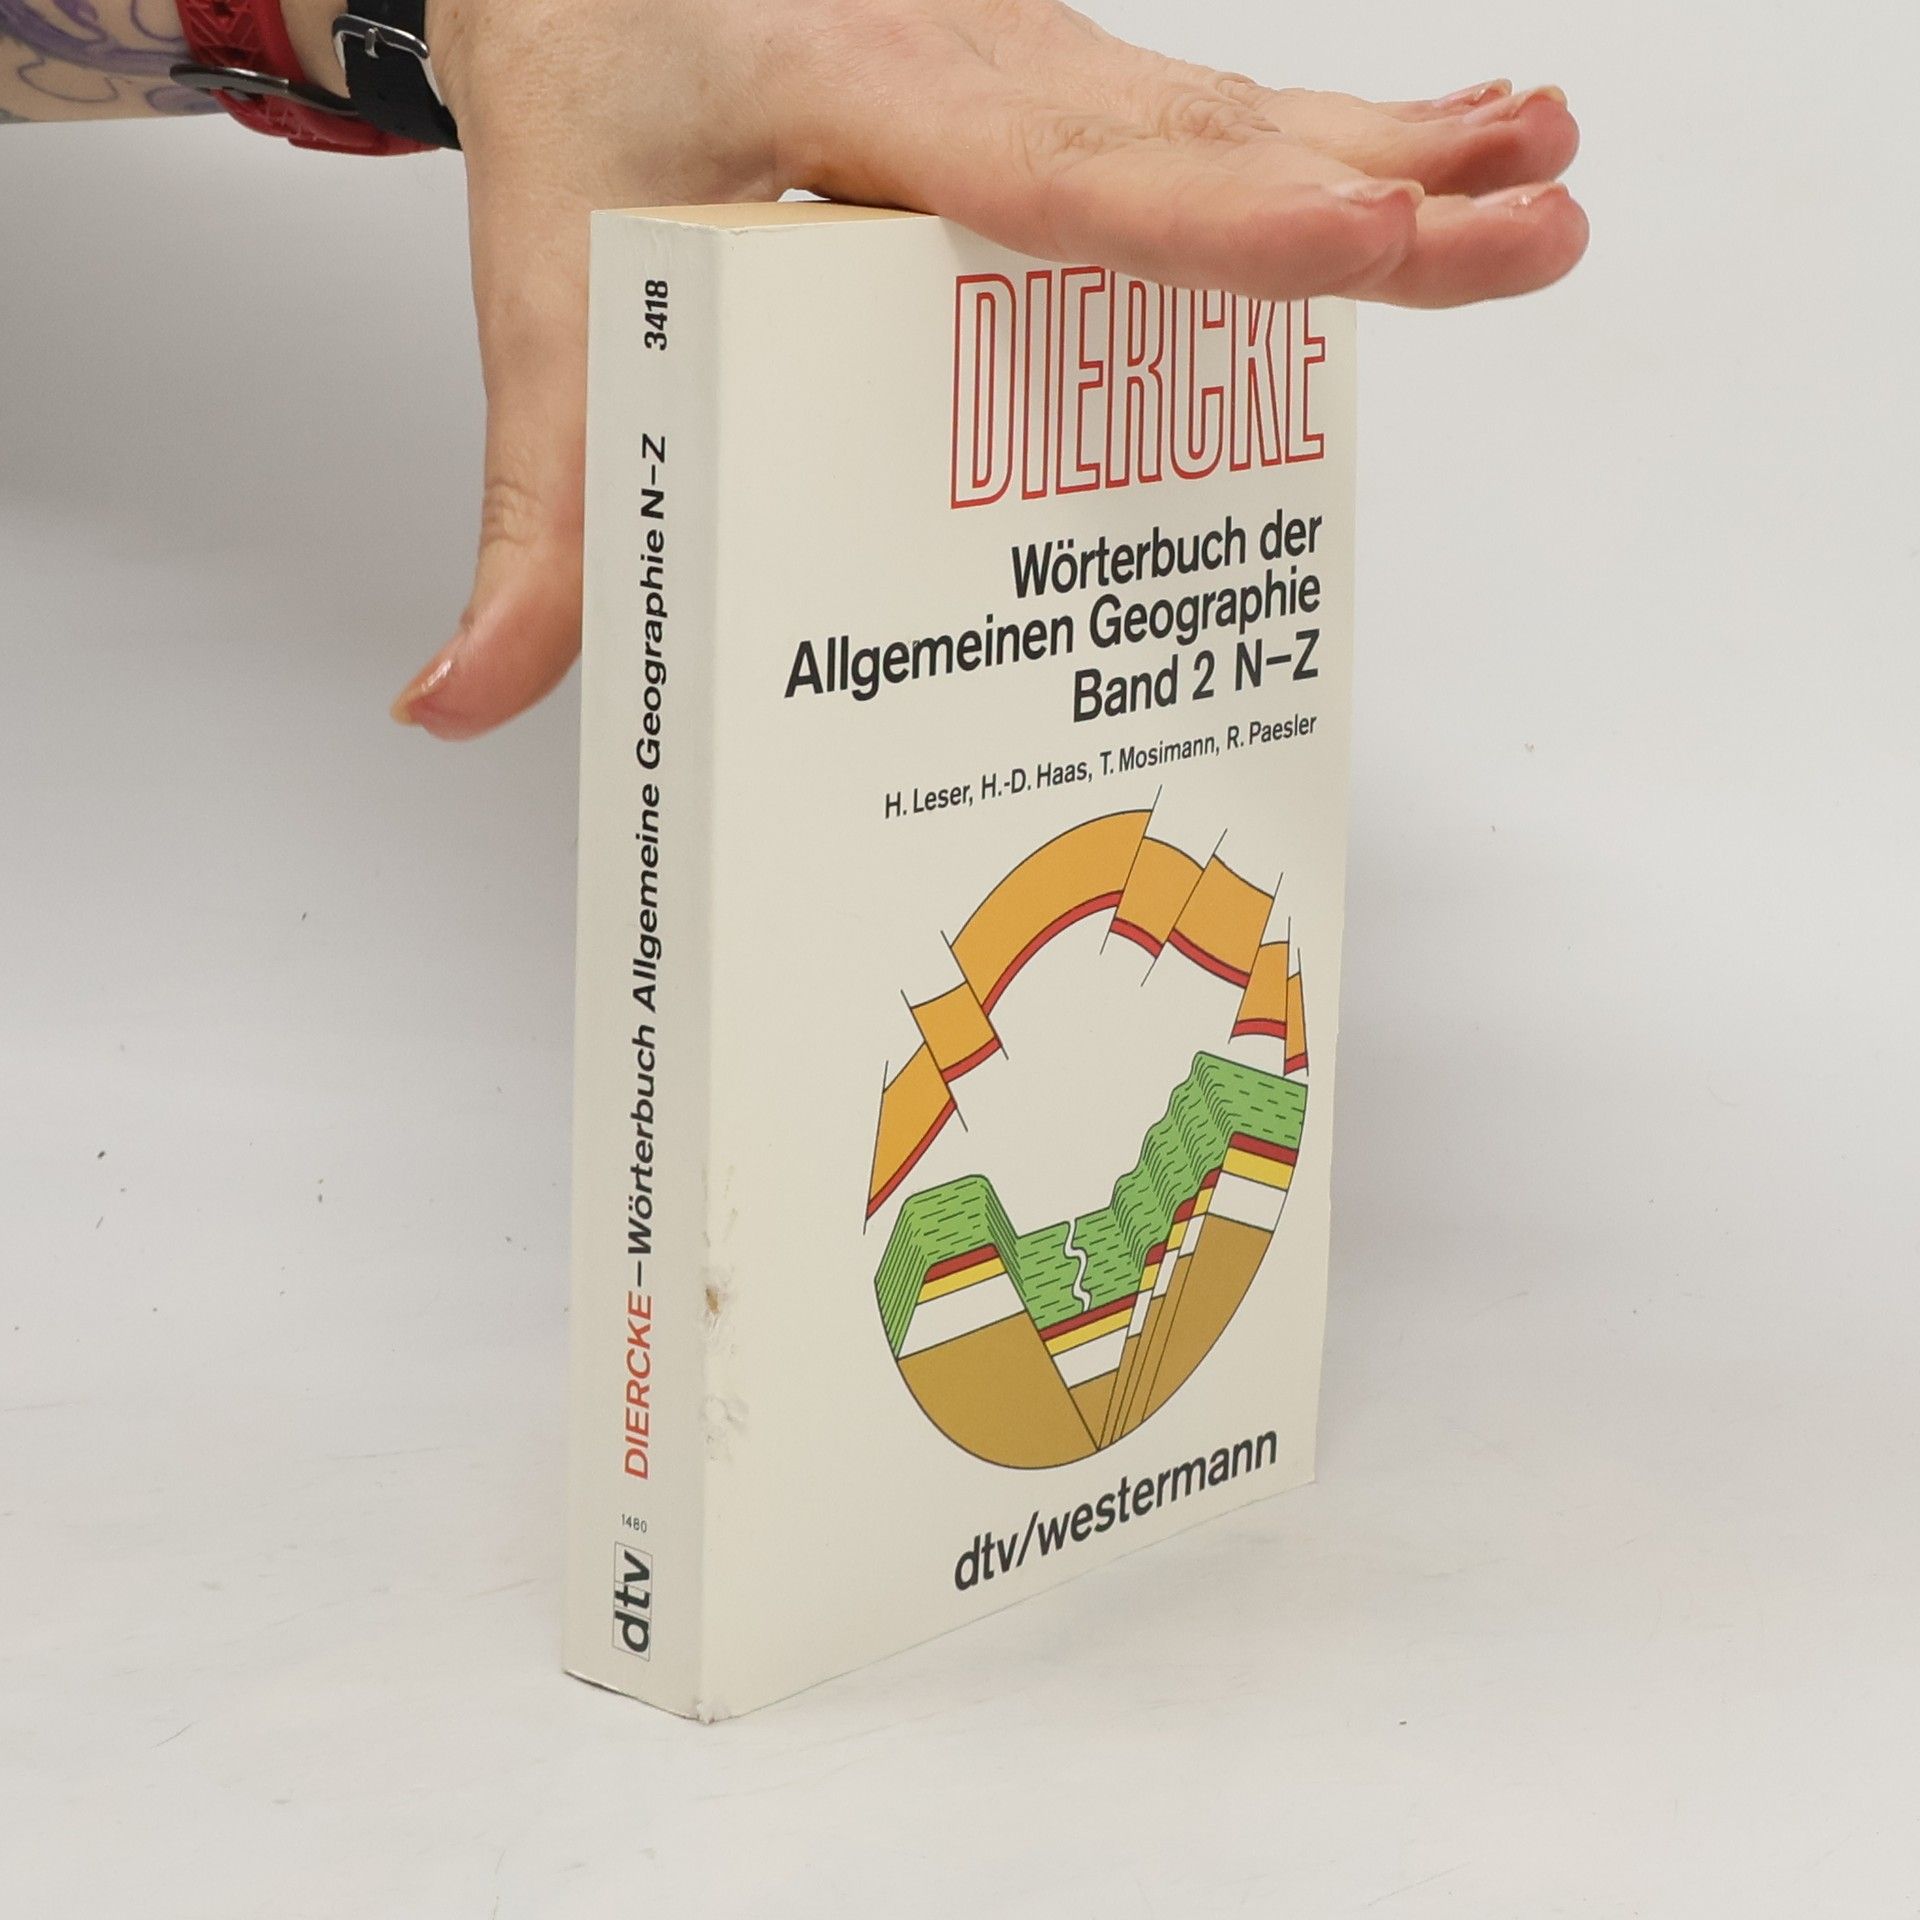 3418
DIERCKE – Wörterbuch Allgemeine Geographie N–Z
1480
dtv
DIERCKE
Wörterbuch der
Allgemeinen Geographie
Band 2 N–Z
H. Leser, H.-D. Haas, T. Mosimann, R. Paesler
dtv/westermann